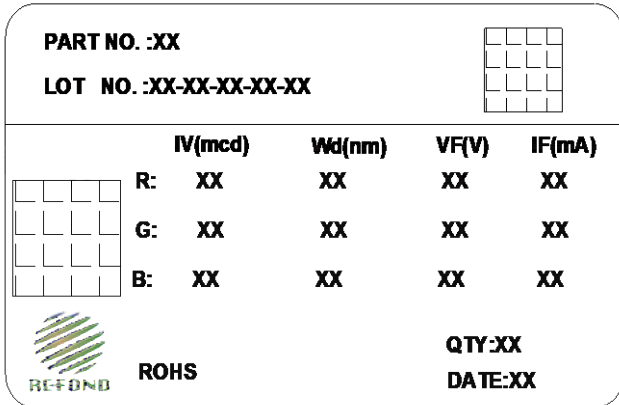 PART NO. :XX
LOT NO. :XX-XX-XX-XX-XX
IV(mcd) Wd(nm) VF(V) IF(mA)
R: XX XX XX XX
G: XX XX XX XX
B: XX XX XX XX
REFOND
ROHS
QTY:XX
DATE:XX